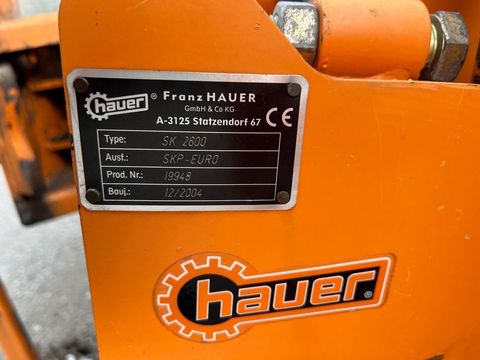 hauer® Franz HAUER
GmbH & Co KG
A-3125 Statzendorf 67 CE
Type: SK 2600
Ausf.: SKP-EURO
Prod. Nr.: 19948
Bauj.: 12/2004
hauer®